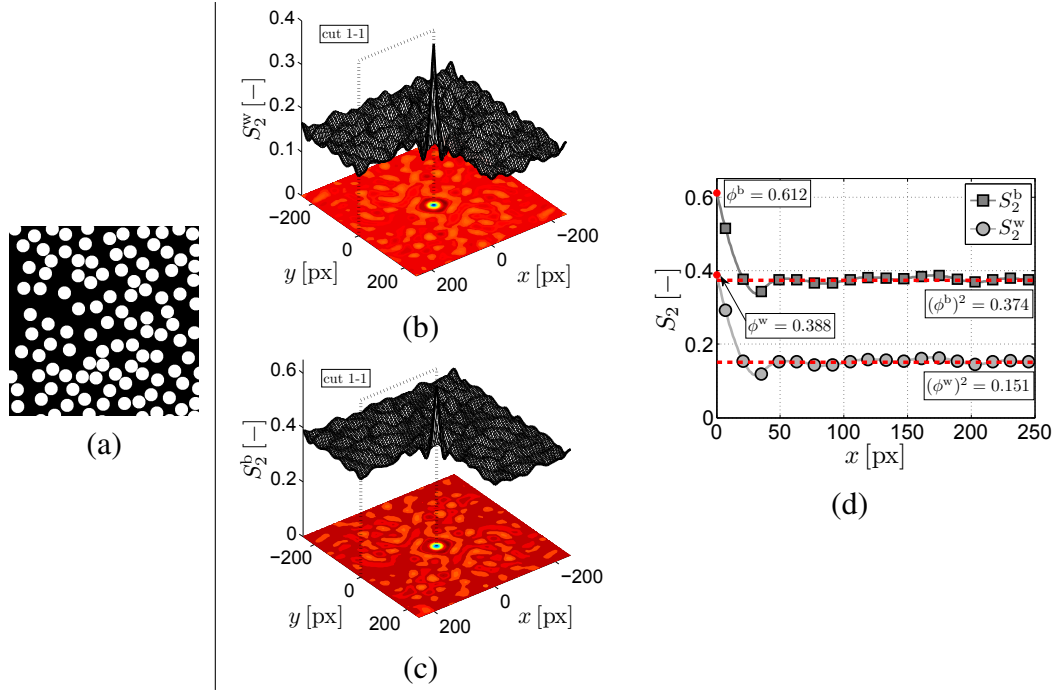 (a)
0.4
0.3
0.2
0.1
0
cut 1-1
S₂ʷ [−]
−200
0
200
y [px]
200
0
−200
x [px]
(b)
0.6
0.4
0.2
0
cut 1-1
S₂ᵇ [−]
−200
0
200
y [px]
200
0
−200
x [px]
(c)
0.6
0.4
0.2
0
S₂ [−]
ϕᵇ = 0.612
S₂ᵇ
S₂ʷ
(ϕᵇ)² = 0.374
ϕʷ = 0.388
(ϕʷ)² = 0.151
0 50 100 150 200 250
x [px]
(d)